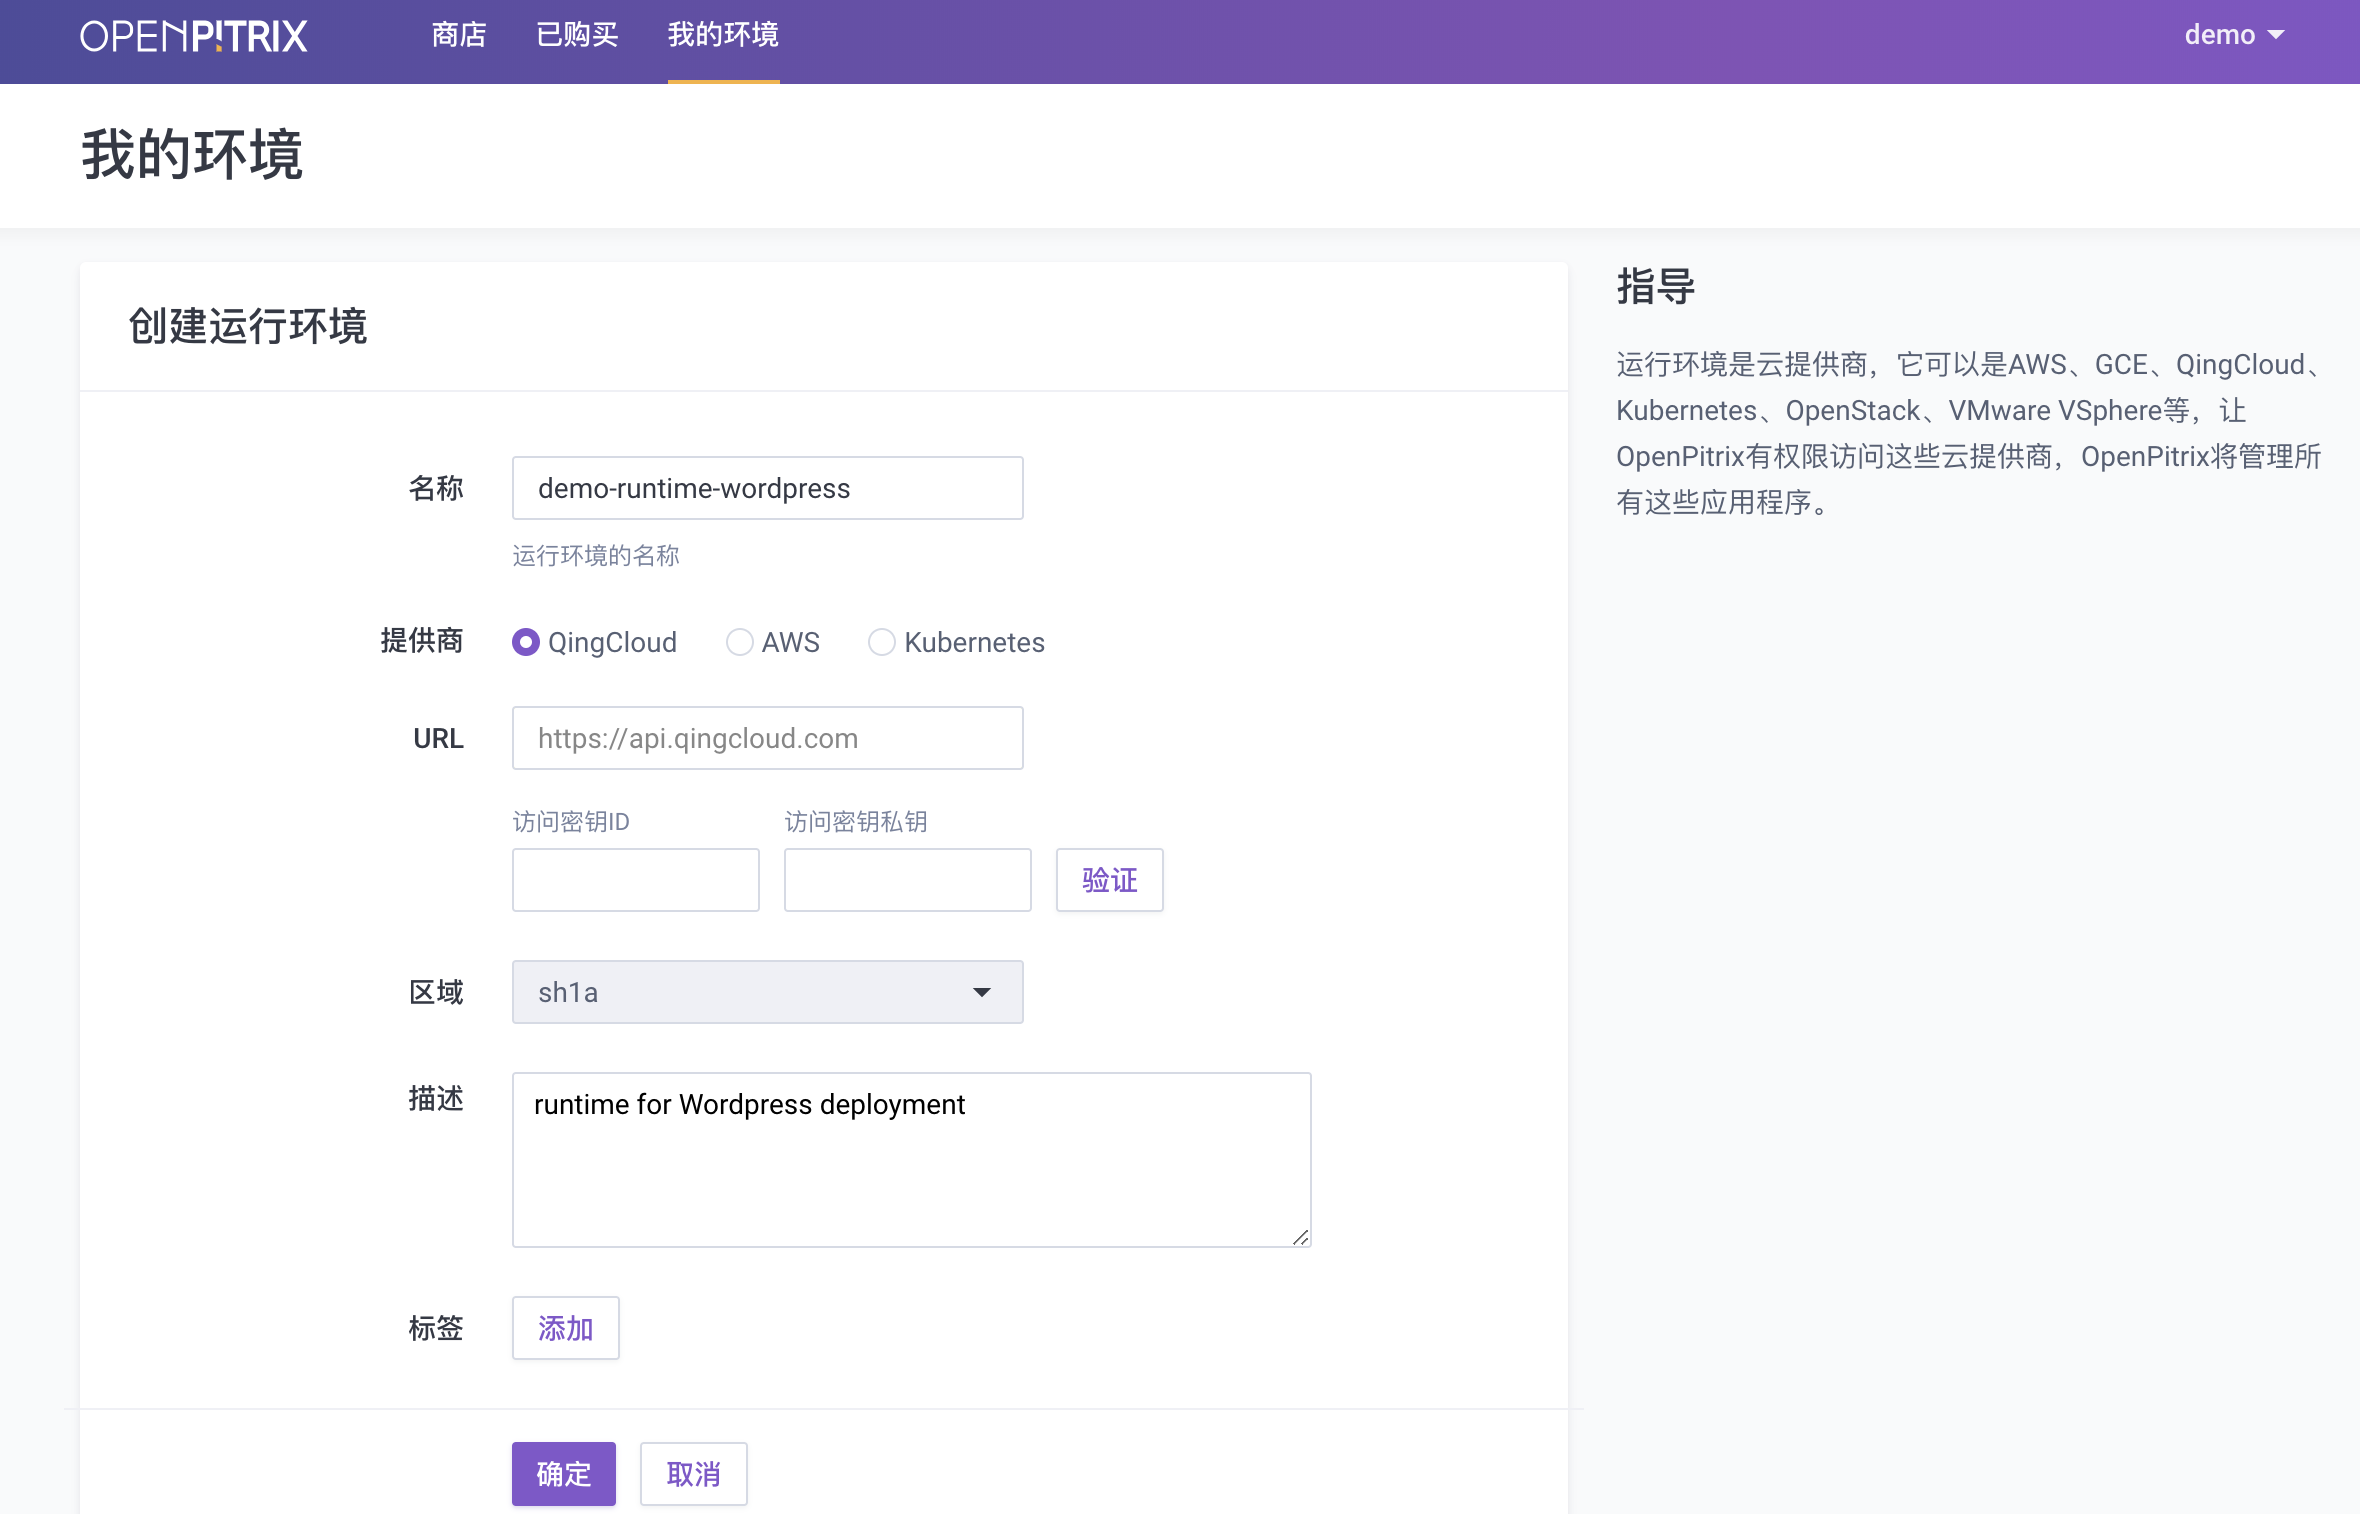 OPENPITRIX 商店 已购买 我的环境 demo
我的环境
创建运行环境
名称 demo-runtime-wordpress
运行环境的名称
提供商 QingCloud AWS Kubernetes
URL https://api.qingcloud.com
访问密钥ID 访问密钥私钥
验证
区域 sh1a
描述 runtime for Wordpress deployment
标签 添加
确定 取消
指导
运行环境是云提供商，它可以是AWS、GCE、QingCloud、
Kubernetes、OpenStack、VMware VSphere等，让
OpenPitrix有权限访问这些云提供商，OpenPitrix将管理所
有这些应用程序。